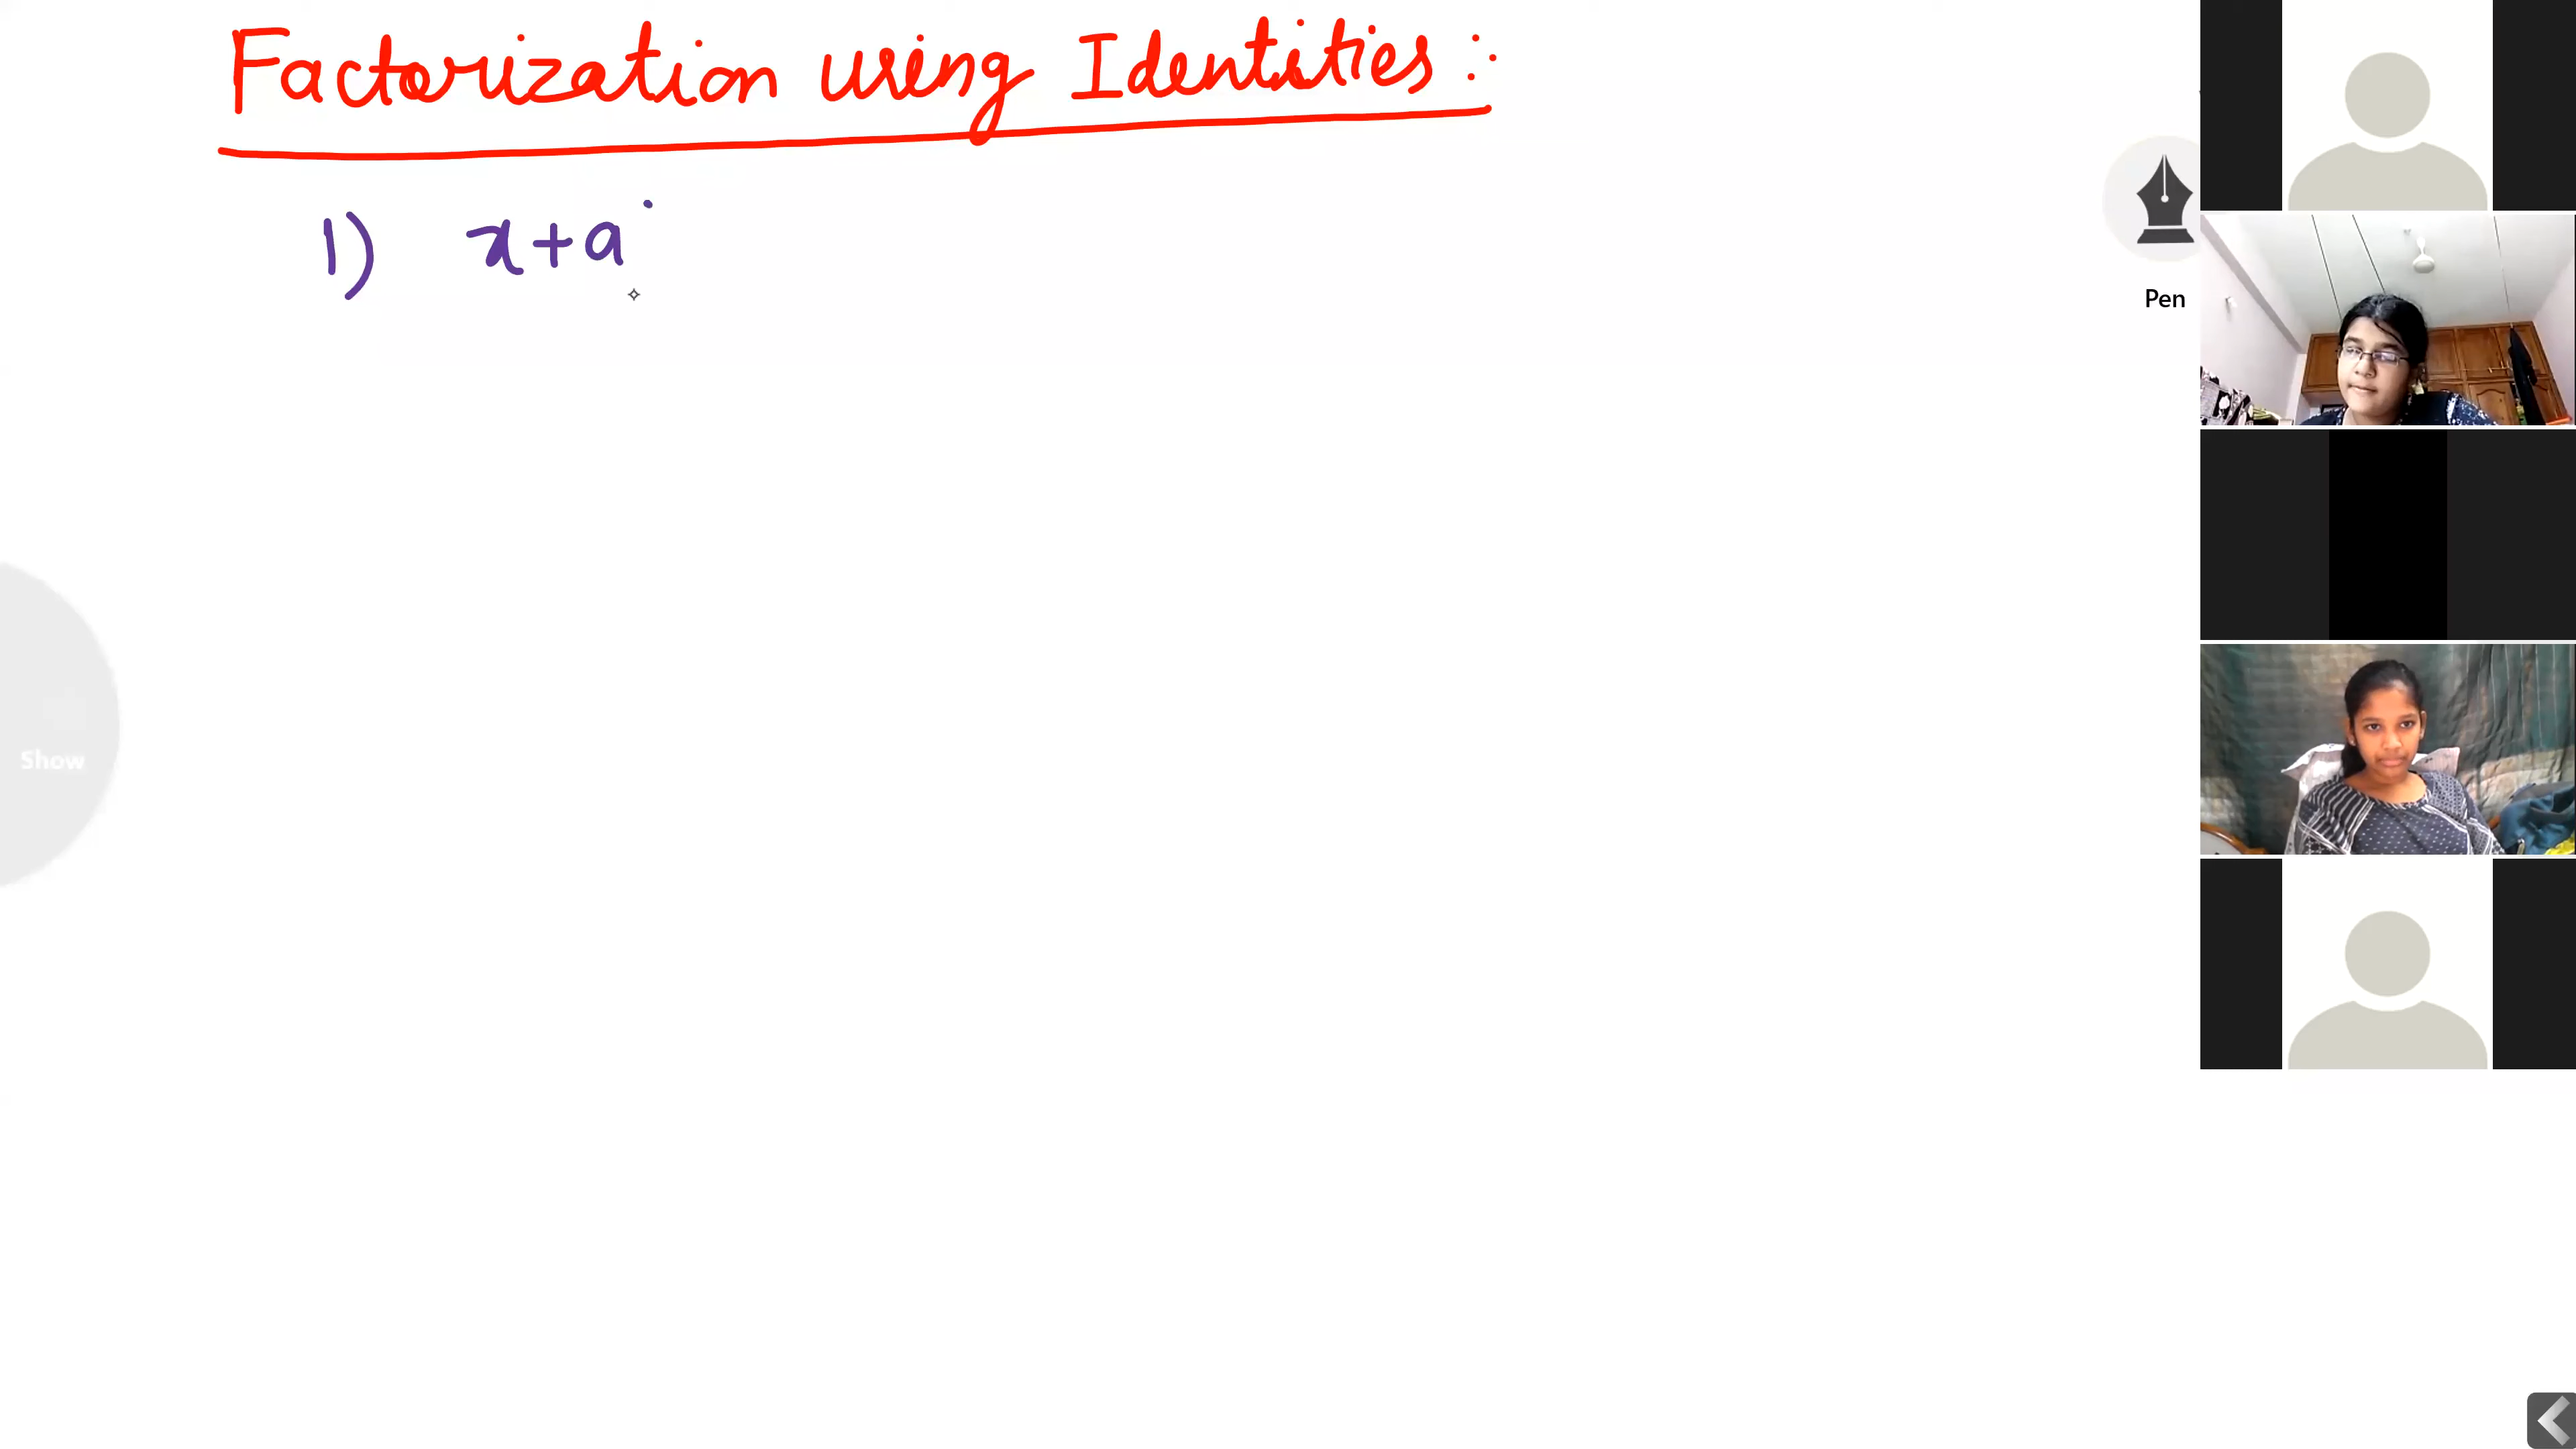 Factorization using Identities :-
1) x+a
Pen
Show